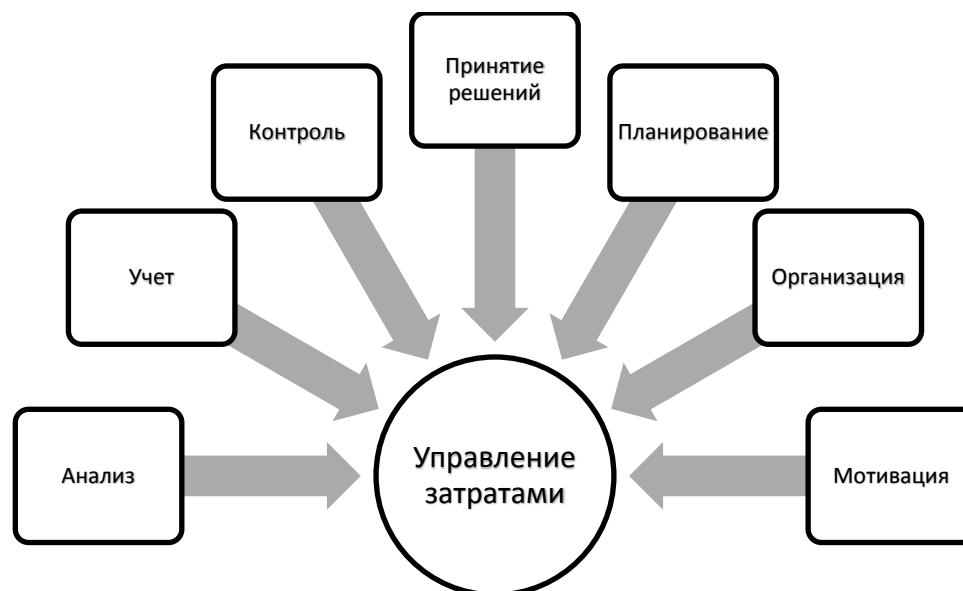 Принятие
решений
Контроль
Планирование
Учет
Организация
Анализ
Управление
затратами
Мотивация